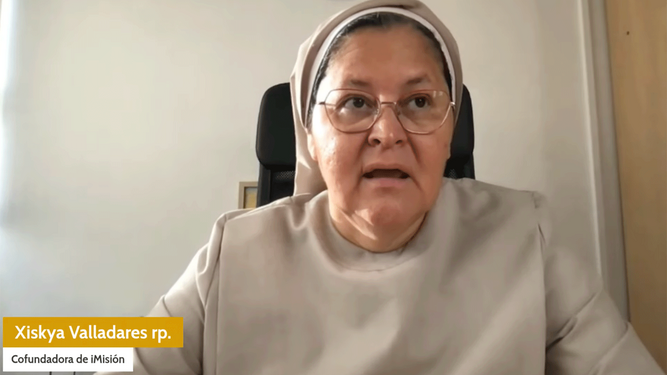 Xiskya Valladares rp.
Cofundadora de iMisión